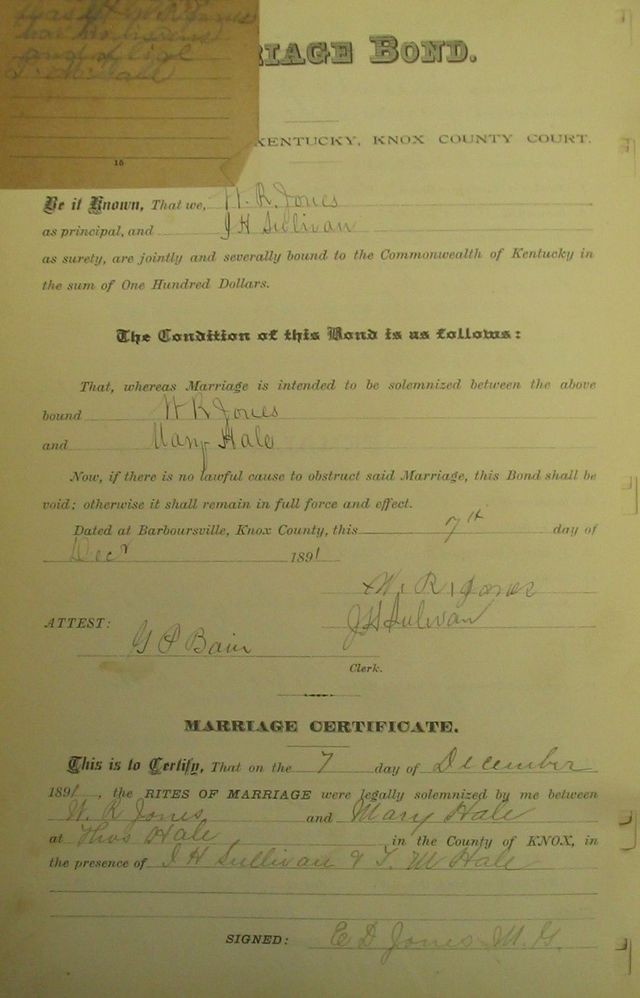 and of
T. M. Hale
15
RIAGE BOND.
KENTUCKY, KNOX COUNTY COURT.
Be it Known, That we, W. R. Jones
as principal, and J H Sullivan
as surety, are jointly and severally bound to the Commonwealth of Kentucky in
the sum of One Hundred Dollars.
The Condition of this Bond is as follows:
That, whereas Marriage is intended to be solemnized between the above
bound W R Jones
and Mary Hale
Now, if there is no lawful cause to obstruct said Marriage, this Bond shall be
void; otherwise it shall remain in full force and effect.
Dated at Barboursville, Knox County, this 7th day of
Decr 1891
W. R. Jones
ATTEST: J H Sullivan
G P Bain
Clerk.
MARRIAGE CERTIFICATE.
This is to Certify, That on the 7 day of December
1891, the RITES OF MARRIAGE were legally solemnized by me between
W. R Jones and Mary Hale
at Thos Hale in the County of KNOX, in
the presence of J H Sullivan & T. M Hale
SIGNED: C D Jones M. G.